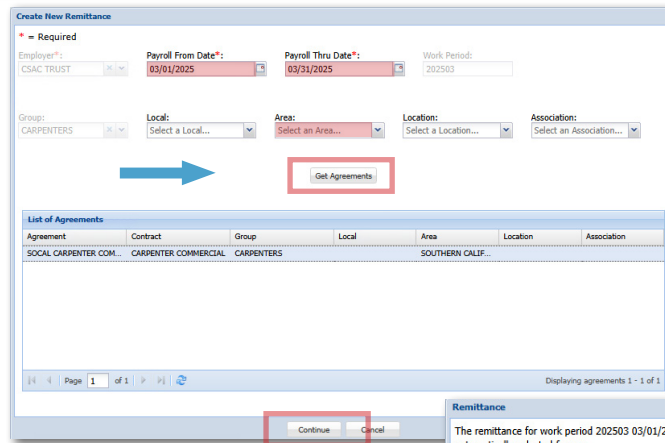 Create New Remittance
* = Required
Employer*: Payroll From Date*: Payroll Thru Date*: Work Period:
CSAC TRUST 03/01/2025 03/31/2025 202503
Group: Local: Area: Location: Association:
CARPENTERS Select a Local... Select an Area... Select a Location... Select an Association...
Get Agreements
List of Agreements
Agreement Contract Group Local Area Location Association
SOCAL CARPENTER COM... CARPENTER COMMERCIAL CARPENTERS SOUTHERN CALIF...
Page 1 of 1 Displaying agreements 1 - 1 of 1
Continue Cancel
Remittance
The remittance for work period 202503 03/01/2